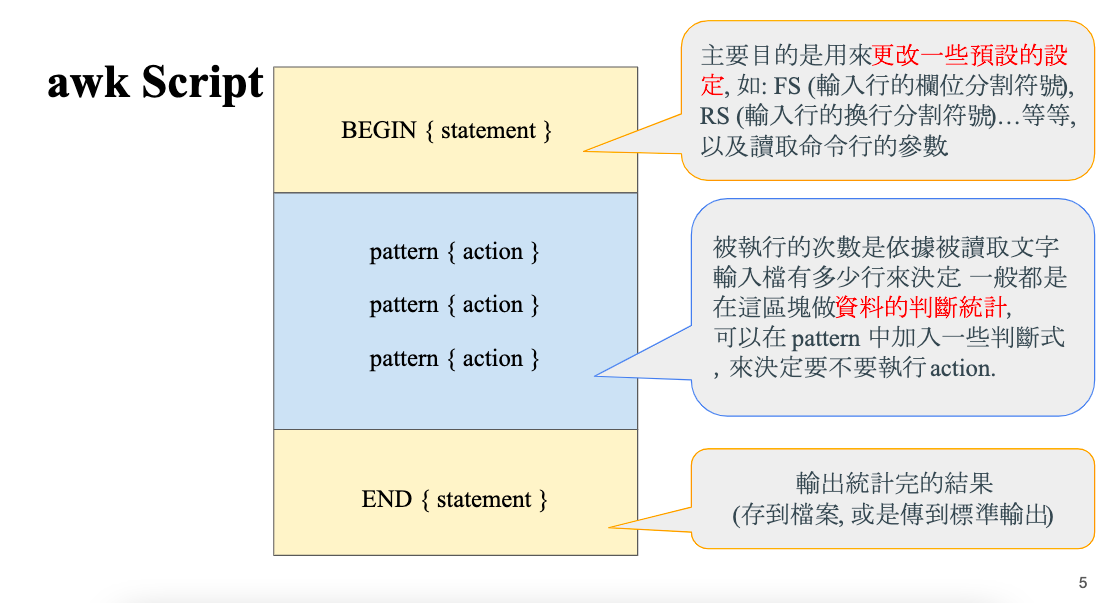 awk Script
BEGIN { statement }
主要目的是用來更改一些預設的設
定, 如: FS (輸入行的欄位分割符號),
RS (輸入行的換行分割符號)…等等,
以及讀取命令行的參數.
pattern { action }
pattern { action }
pattern { action }
被執行的次數是依據被讀取文字
輸入檔有多少行來決定. 一般都是
在這區塊做資料的判斷統計,
可以在 pattern 中加入一些判斷式
, 來決定要不要執行 action.
END { statement }
輸出統計完的結果
(存到檔案, 或是傳到標準輸出)
5